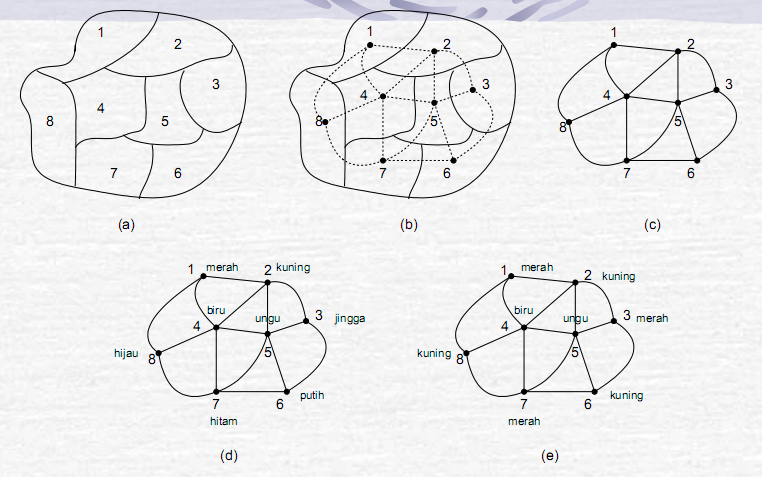 1
2
3
4
8
5
7
6
(a)
1
2
3
4
5
8
7
6
(b)
1
2
3
4
5
8
7
6
(c)
1 merah
2 kuning
biru
ungu
3 jingga
4
5
hijau 8
putih
7
6
hitam
(d)
1 merah
2 kuning
biru
ungu
3 merah
4
5
kuning 8
kuning
7
6
merah
(e)